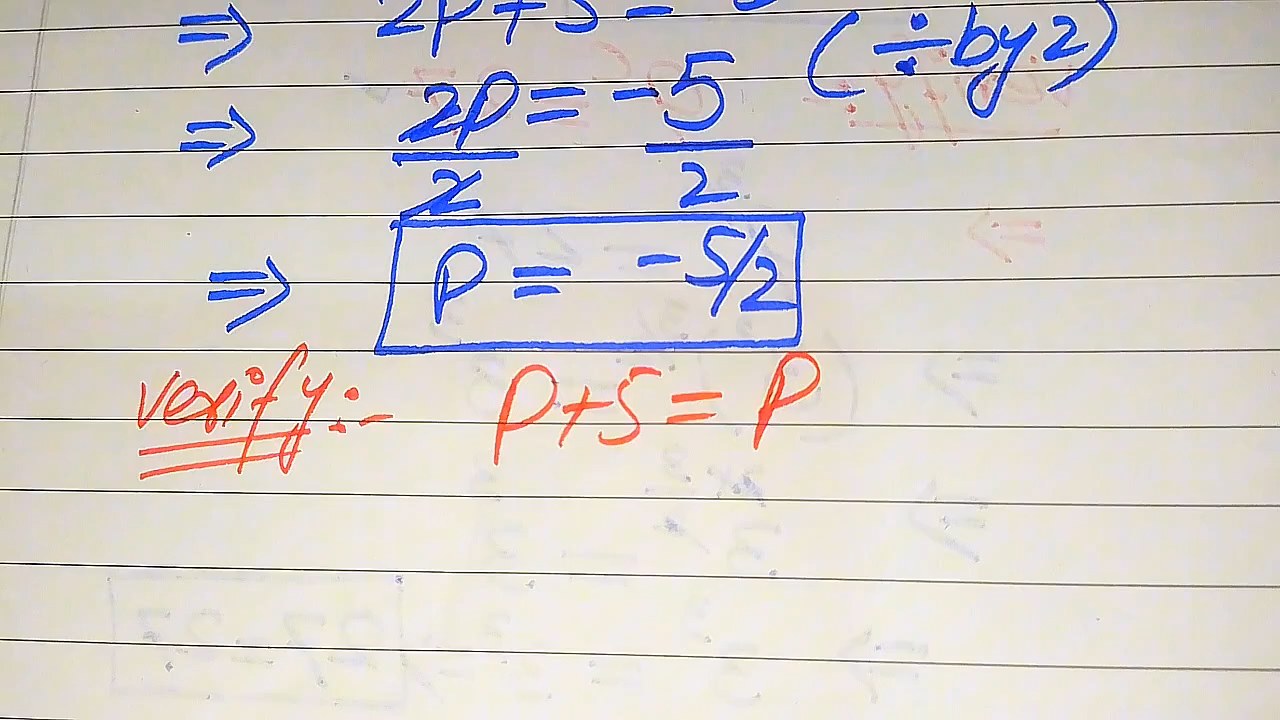 ⇒ 2P+5 =
(÷ by 2)
⇒ 2P/2 = -5/2
⇒ P = -5/2
verify:- P+5 = P